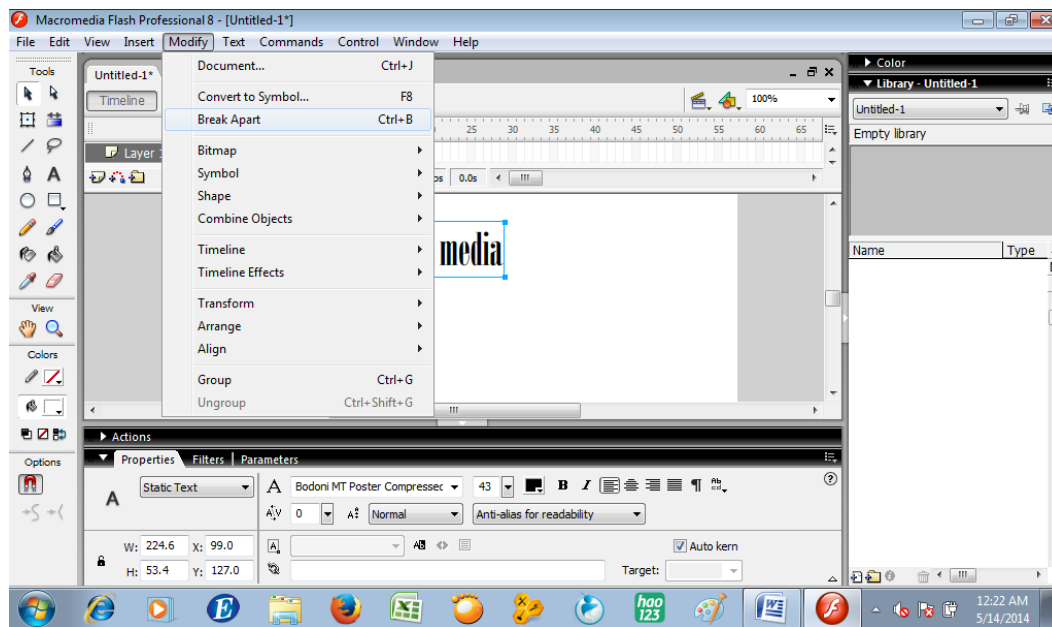 Macromedia Flash Professional 8 - [Untitled-1*]
File Edit View Insert Modify Text Commands Control Window Help
Tools
View
Colors
Options
Untitled-1*
Timeline
100%
25 30 35 40 45 50 55 60 65
Layer
0.0s
Document... Ctrl+J
Convert to Symbol... F8
Break Apart Ctrl+B
Bitmap
Symbol
Shape
Combine Objects
Timeline
Timeline Effects
Transform
Arrange
Align
Group Ctrl+G
Ungroup Ctrl+Shift+G
media
Color
Library - Untitled-1
Untitled-1
Empty library
Name Type
Actions
Properties Filters Parameters
Static Text A Bodoni MT Poster Compressec 43 B I
A
A V 0 Normal Anti-alias for readability
W: 224.6 X: 99.0 Auto kern
H: 53.4 Y: 127.0 Target:
hao
123
12:22 AM
5/14/2014